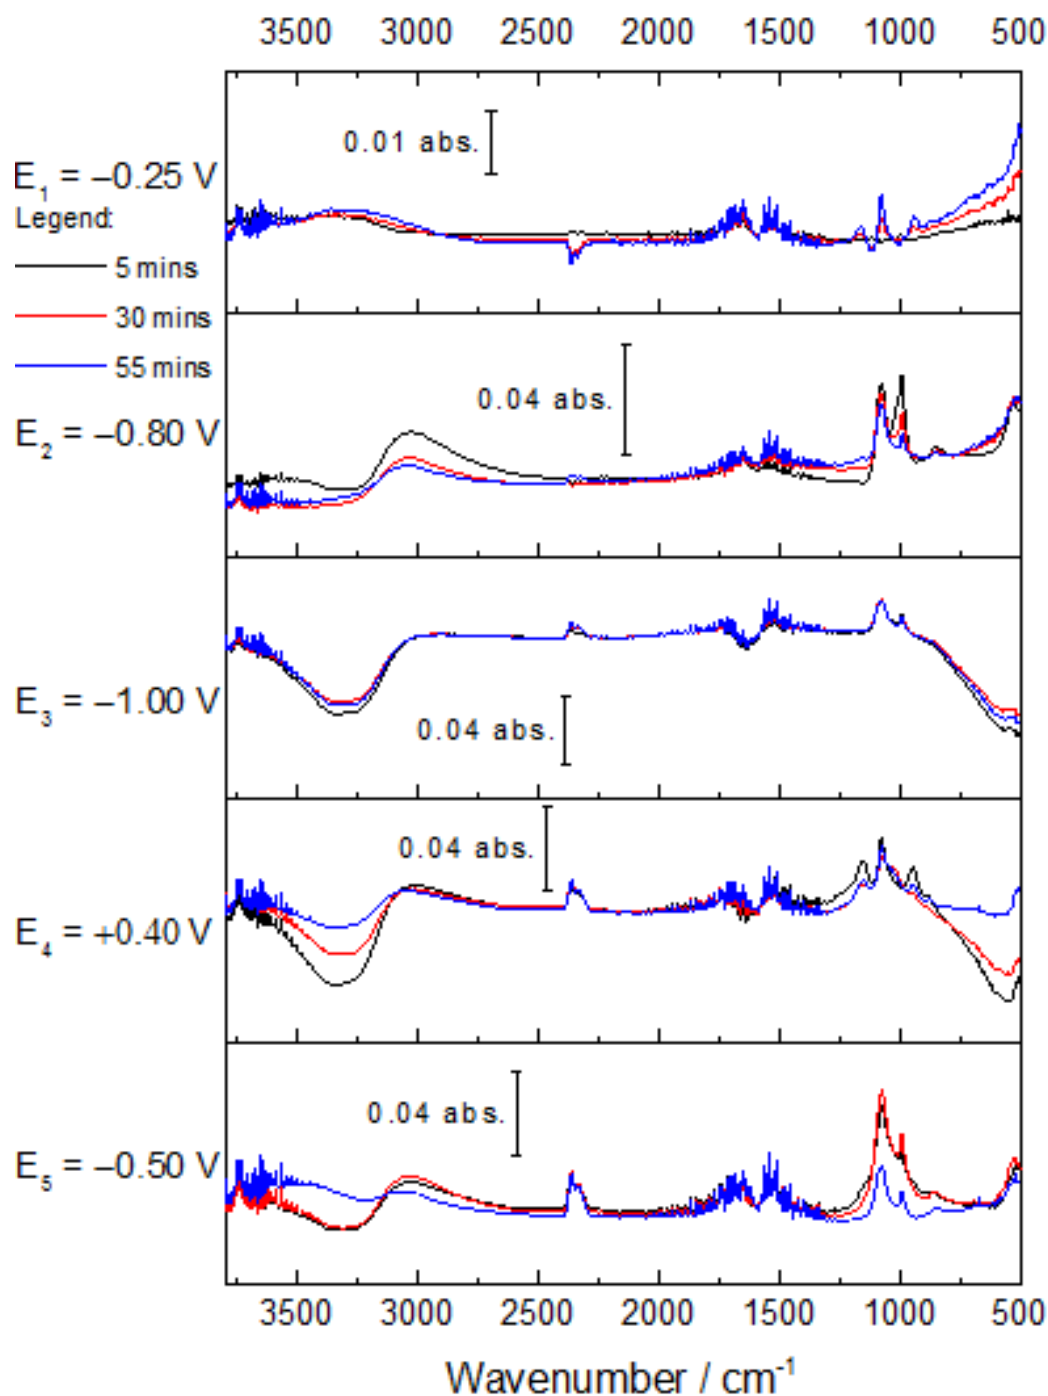 3500 3000 2500 2000 1500 1000 500
0.01 abs.
E1 = –0.25 V
Legend:
5 mins
30 mins
55 mins
0.04 abs.
E2 = –0.80 V
E3 = –1.00 V
0.04 abs.
0.04 abs.
E4 = +0.40 V
0.04 abs.
E5 = –0.50 V
3500 3000 2500 2000 1500 1000 500
Wavenumber / cm-1